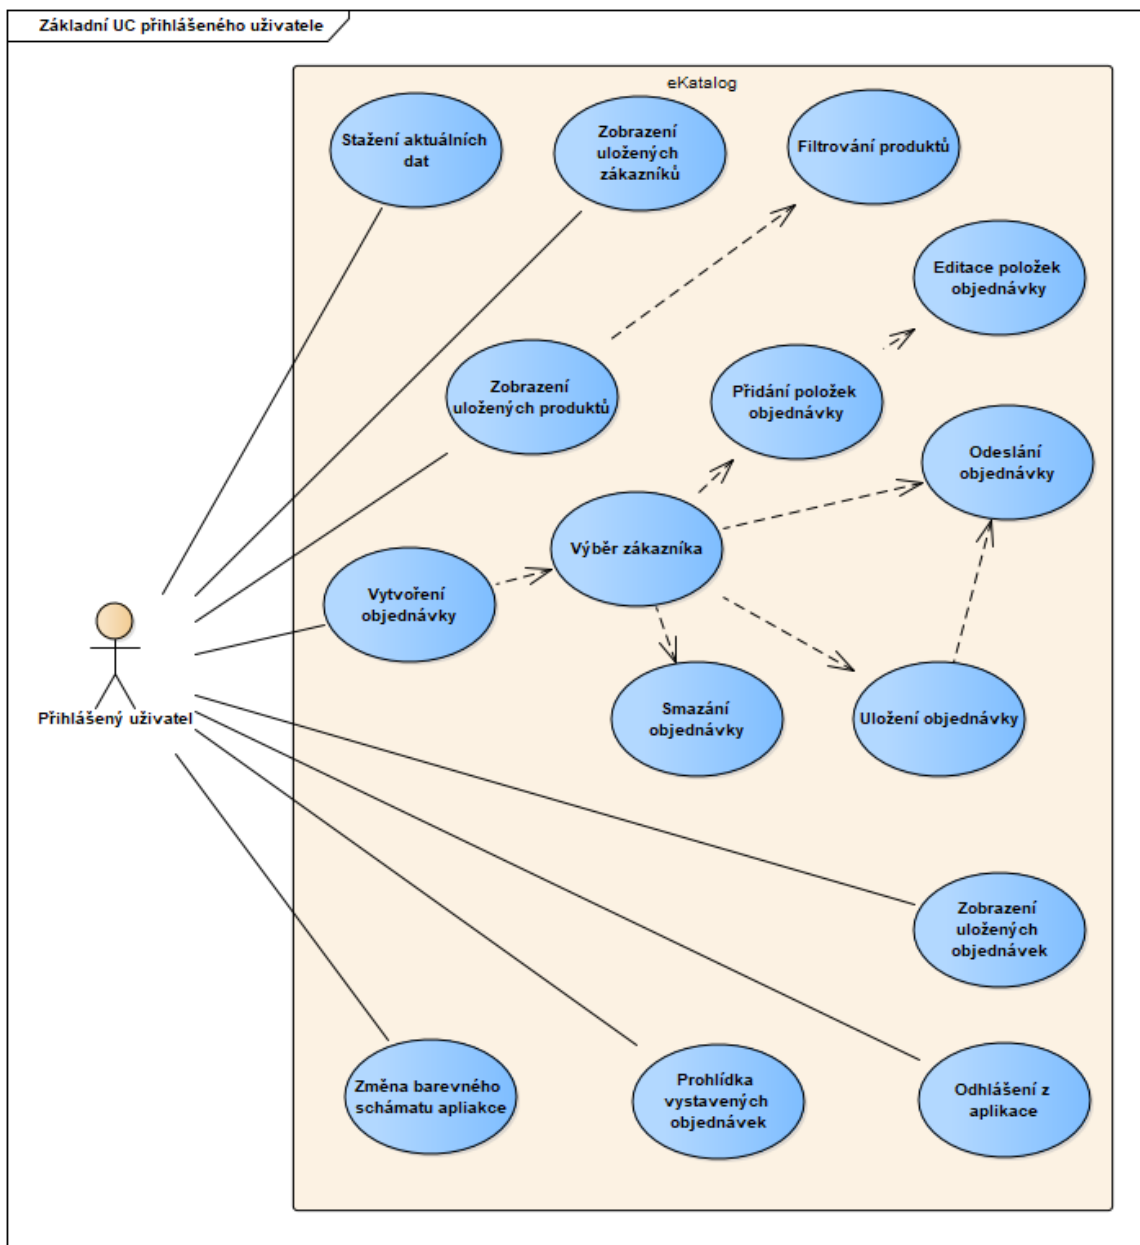 Základní UC přihlášeného uživatele
eKatalog
Stažení aktuálních
dat
Zobrazení
uložených
zákazníků
Filtrování produktů
Editace položek
objednávky
Zobrazení
uložených produktů
Přidání položek
objednávky
Odeslání
objednávky
Výběr zákazníka
Vytvoření
objednávky
Přihlášený uživatel
Smazání
objednávky
Uložení objednávky
Zobrazení
uložených
objednávek
Změna barevného
schámatu apliakce
Prohlídka
vystavených
objednávek
Odhlášení z
aplikace